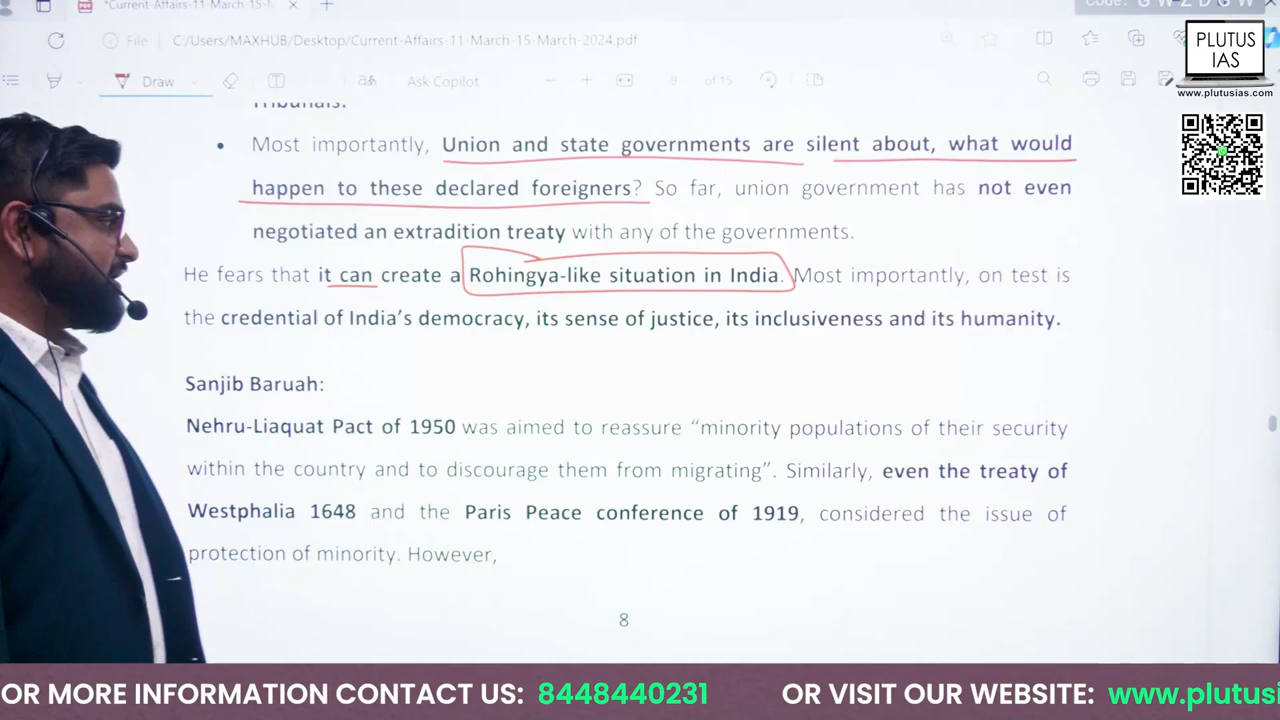 *Current-Affairs-11-March-15-
File C:/Users/MAXHUB/Desktop/Current-Affairs-11-March-15-March-2024.pdf
PLUTUS
IAS
www.plutusias.com
Draw Ask Copilot 9 of 15
Tribunals.
• Most importantly, Union and state governments are silent about, what would
happen to these declared foreigners? So far, union government has not even
negotiated an extradition treaty with any of the governments.
He fears that it can create a Rohingya-like situation in India. Most importantly, on test is
the credential of India’s democracy, its sense of justice, its inclusiveness and its humanity.
Sanjib Baruah:
Nehru-Liaquat Pact of 1950 was aimed to reassure “minority populations of their security
within the country and to discourage them from migrating”. Similarly, even the treaty of
Westphalia 1648 and the Paris Peace conference of 1919, considered the issue of
protection of minority. However,
8
OR MORE INFORMATION CONTACT US: 8448440231 OR VISIT OUR WEBSITE: www.plutusi